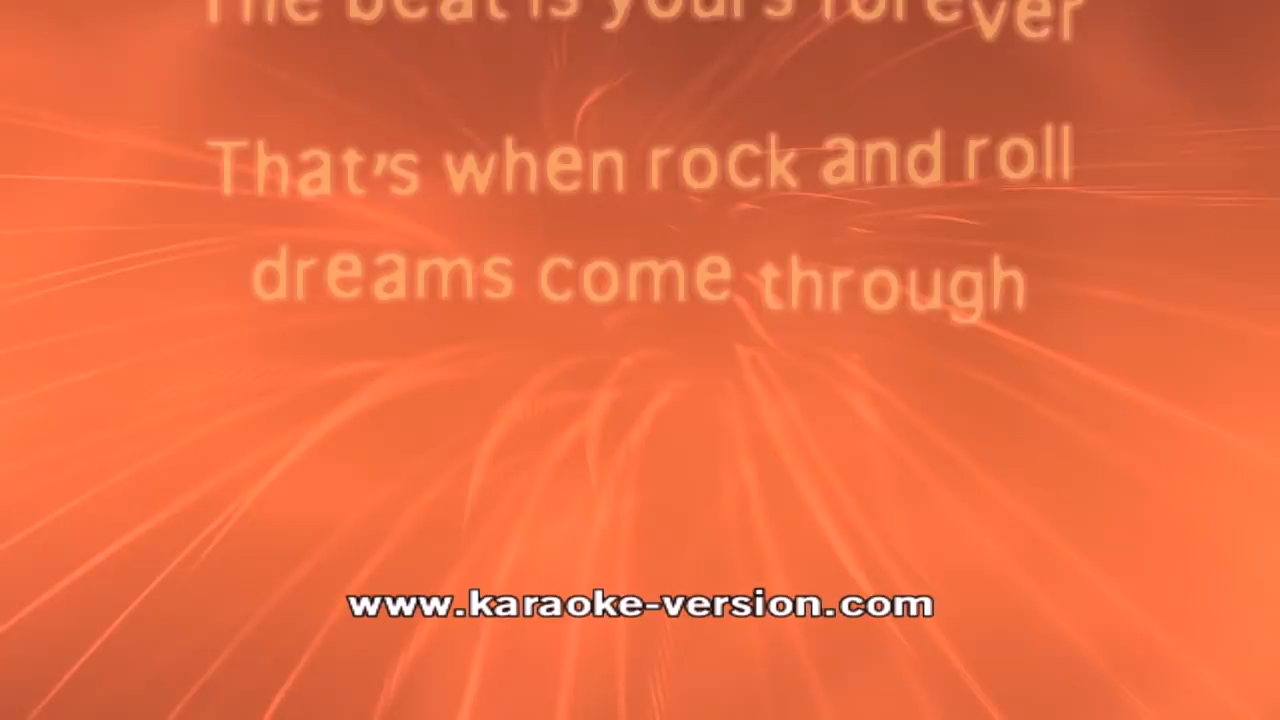 The beat is yours forever
That's when rock and roll
dreams come through
www.karaoke-version.com